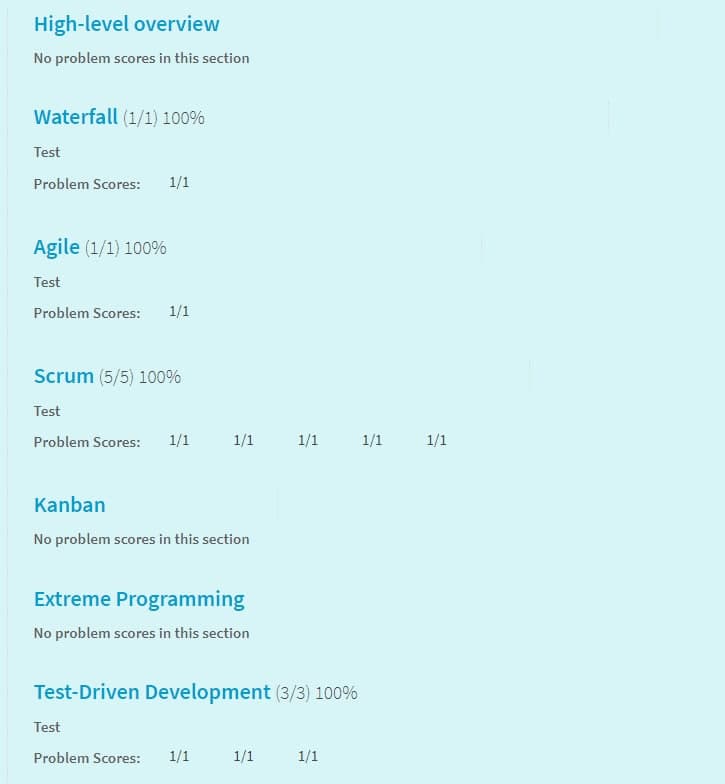 High-level overview
No problem scores in this section
Waterfall (1/1) 100%
Test
Problem Scores: 1/1
Agile (1/1) 100%
Test
Problem Scores: 1/1
Scrum (5/5) 100%
Test
Problem Scores: 1/1 1/1 1/1 1/1 1/1
Kanban
No problem scores in this section
Extreme Programming
No problem scores in this section
Test-Driven Development (3/3) 100%
Test
Problem Scores: 1/1 1/1 1/1